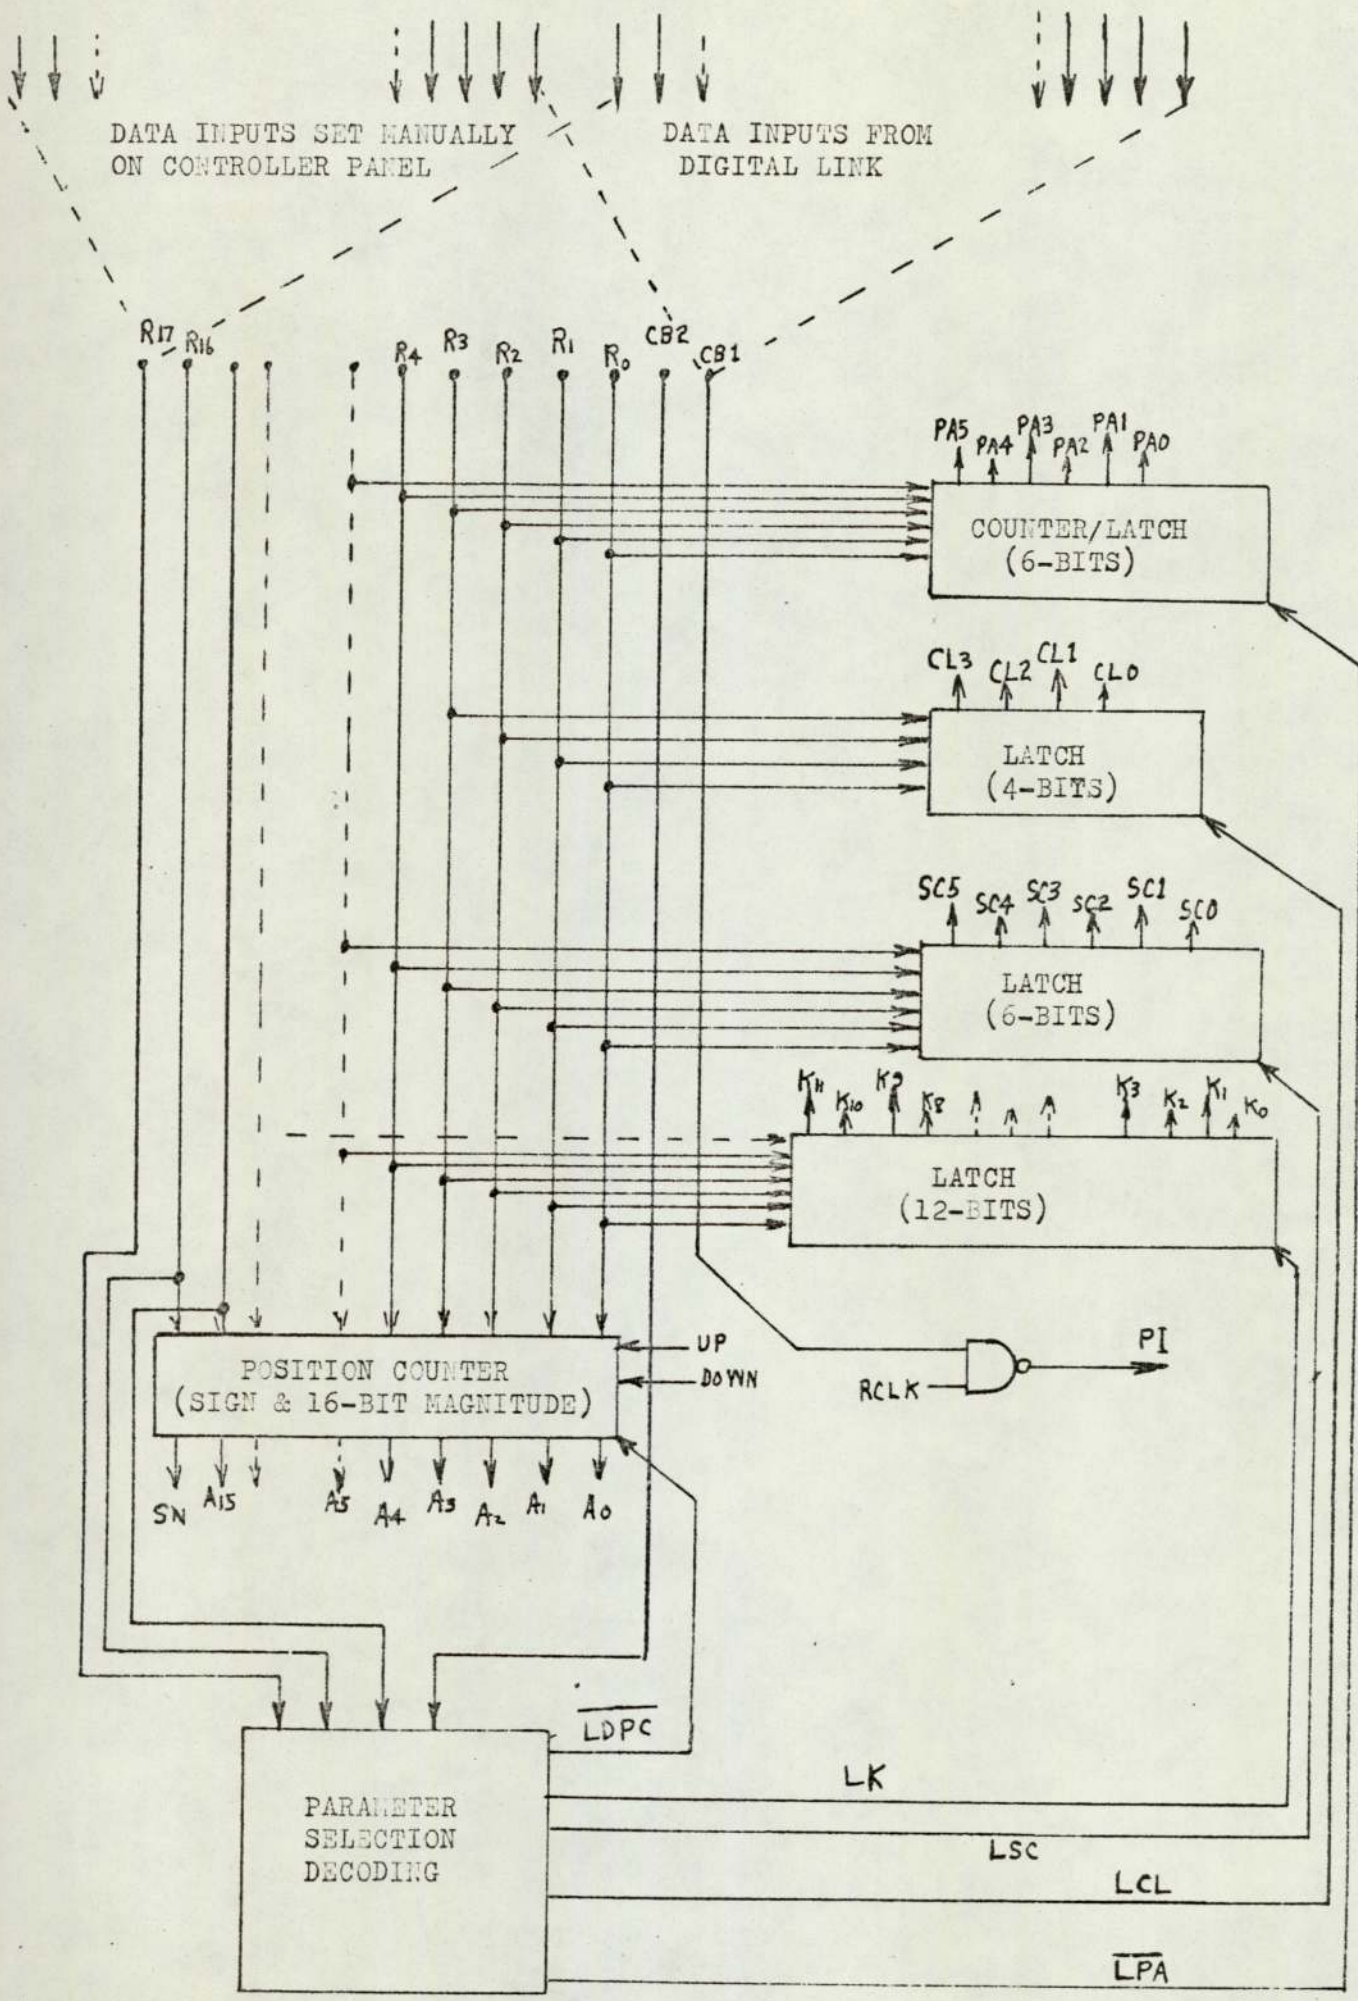 DATA INPUTS SET MANUALLY
ON CONTROLLER PANEL
DATA INPUTS FROM
DIGITAL LINK
R17 R16 R4 R3 R2 R1 R0 CB2 CB1
PA5 PA4 PA3 PA2 PA1 PA0
COUNTER/LATCH
(6-BITS)
CL3 CL2 CL1 CL0
LATCH
(4-BITS)
SC5 SC4 SC3 SC2 SC1 SC0
LATCH
(6-BITS)
K11 K10 K9 K8 K3 K2 K1 K0
LATCH
(12-BITS)
UP
DOWN
POSITION COUNTER
(SIGN & 16-BIT MAGNITUDE)
RCLK
PI
SN A15 A5 A4 A3 A2 A1 A0
LDPC
PARAMETER
SELECTION
DECODING
LK
LSC
LCL
LPA